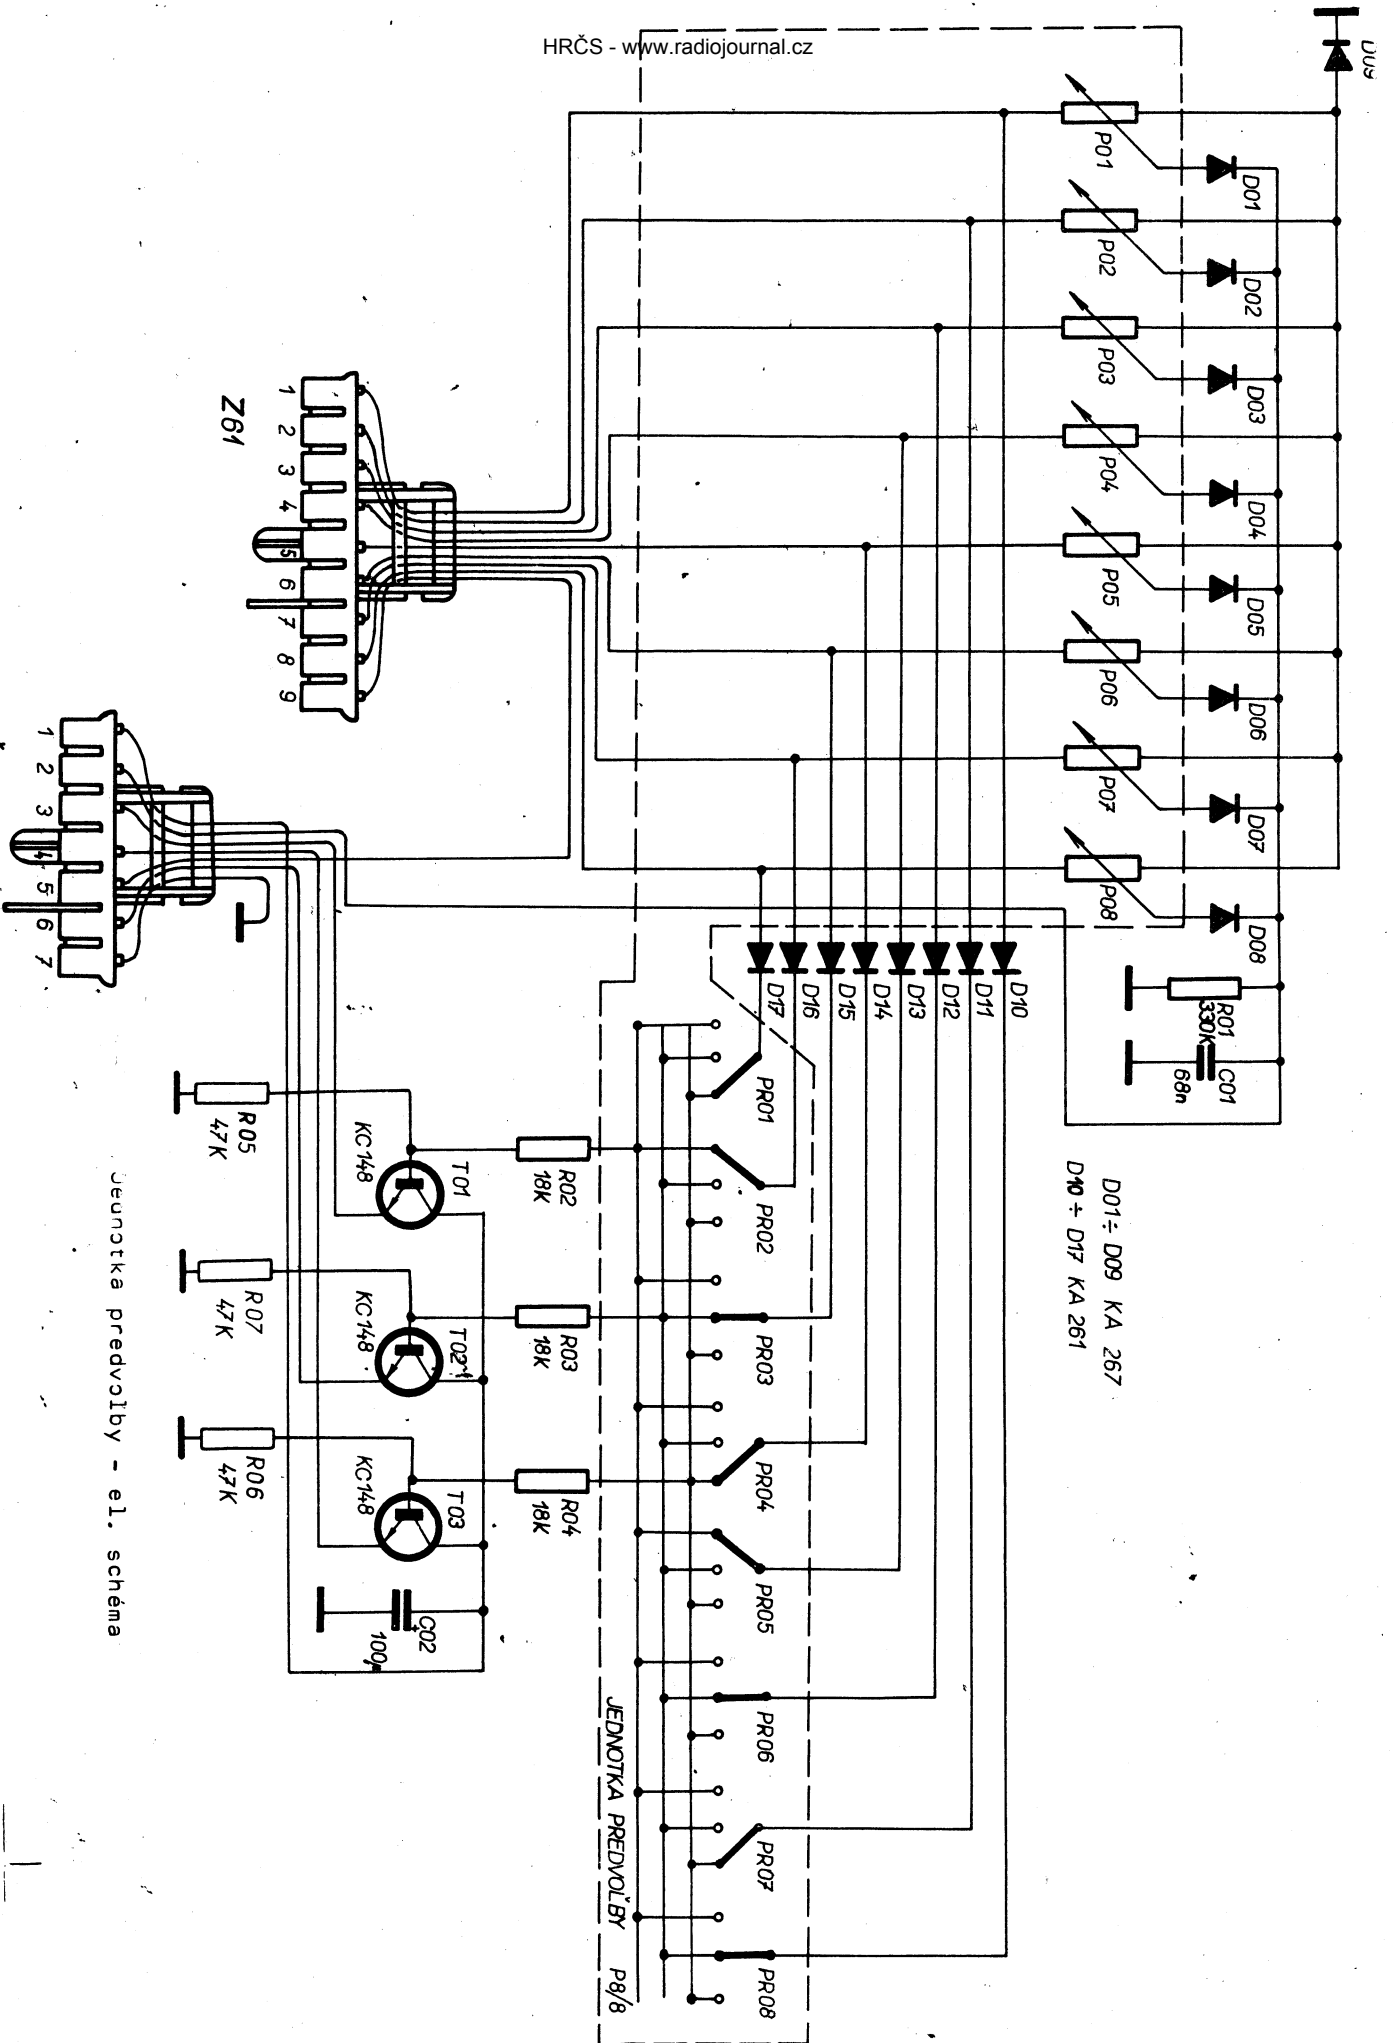 HRČS - www.radiojournal.cz
D09
P01
D01
P02
D02
P03
D03
P04
D04
P05
D05
P06
D06
P07
D07
P08
D08
R01
330K
C01
68n
D01÷ D09 KA 267
D10 ÷ D17 KA 261
D17
D16
D15
D14
D13
D12
D11
D10
PR01
PR02
PR03
PR04
PR05
PR06
PR07
PR08
JEDNOTKA PREDVOĽBY P8/8
Z61
1
2
3
4
5
6
7
8
9
1
2
3
4
5
6
7
R02
18K
R03
18K
R04
18K
T01
KC148
T02
KC148
T03
KC148
R05
47K
R07
47K
R06
47K
C02
+
100µ
Jednotka predvoľby - el. schéma